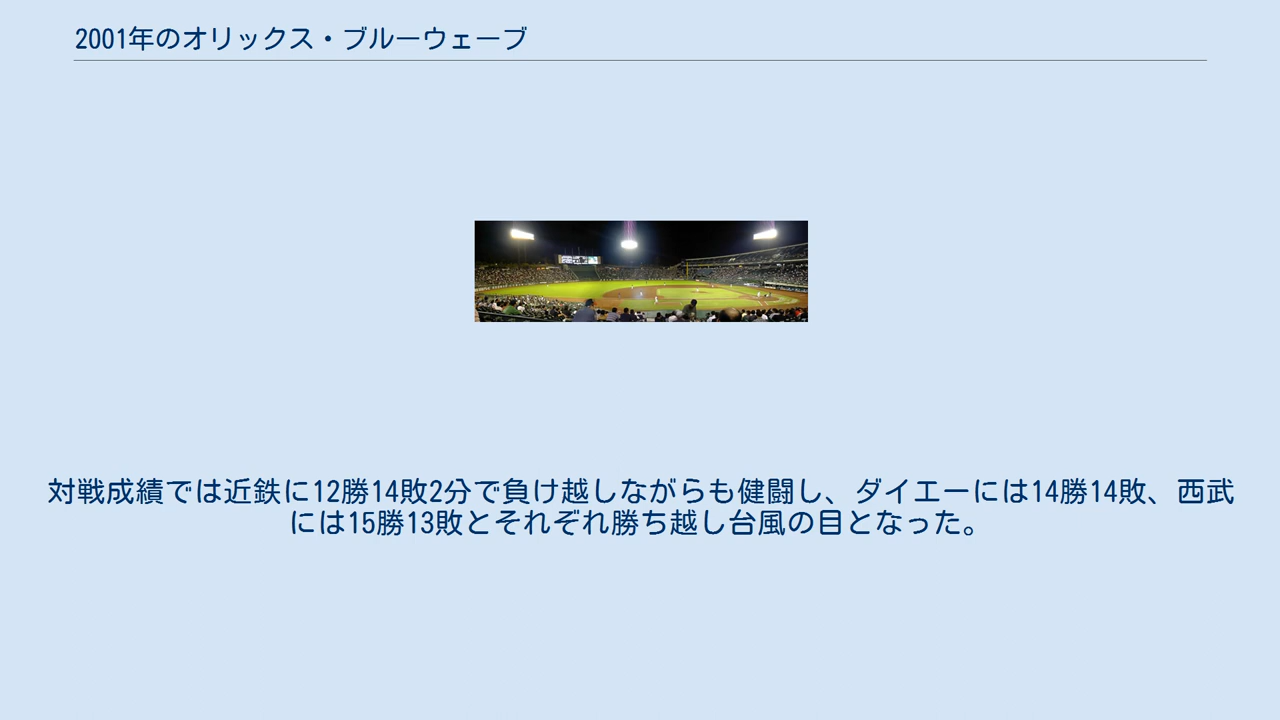 2001年のオリックス・ブルーウェーブ
対戦成績では近鉄に12勝14敗2分で負け越しながらも健闘し、ダイエーには14勝14敗、西武
には15勝13敗とそれぞれ勝ち越し台風の目となった。